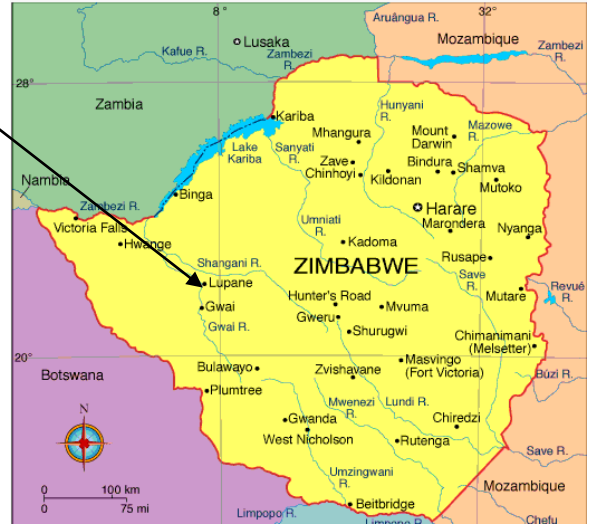 8°
32°
Aruângua R.
Mozambique
Zambezi
R.
Lusaka
Kafue R.
Zambezi
R.
28°
Zambia
Kariba
Hunyani
R.
Mhangura
Mount
Darwin
Mazowe
R.
Lake
Kariba
Sanyati
R.
Zave
Chinhoyi
Kildonan
Bindura
Shamva
Mutoko
Nambia
Binga
Zambezi R.
Victoria Falls
Hwange
Umniati
R.
Harare
Marondera
Nyanga
Kadoma
Rusape
Shangani R.
ZIMBABWE
Save
R.
Lupane
Mutare
Revué
R.
Gwai
Hunter's Road
Mvuma
Gweru
Gwai R.
Shurugwi
Chimanimani
(Melsetter)
20°
Botswana
Bulawayo
Zvishavane
Masvingo
(Fort Victoria)
Búzi R.
Plumtree
Mwenezi
R.
Lundi R.
N
Gwanda
Chiredzi
West Nicholson
Rutenga
Save R.
Umzingwani
R.
Mozambique
0 100 km
0 75 mi
Beitbridge
Limpopo R.
Limpopo R.
Chefu